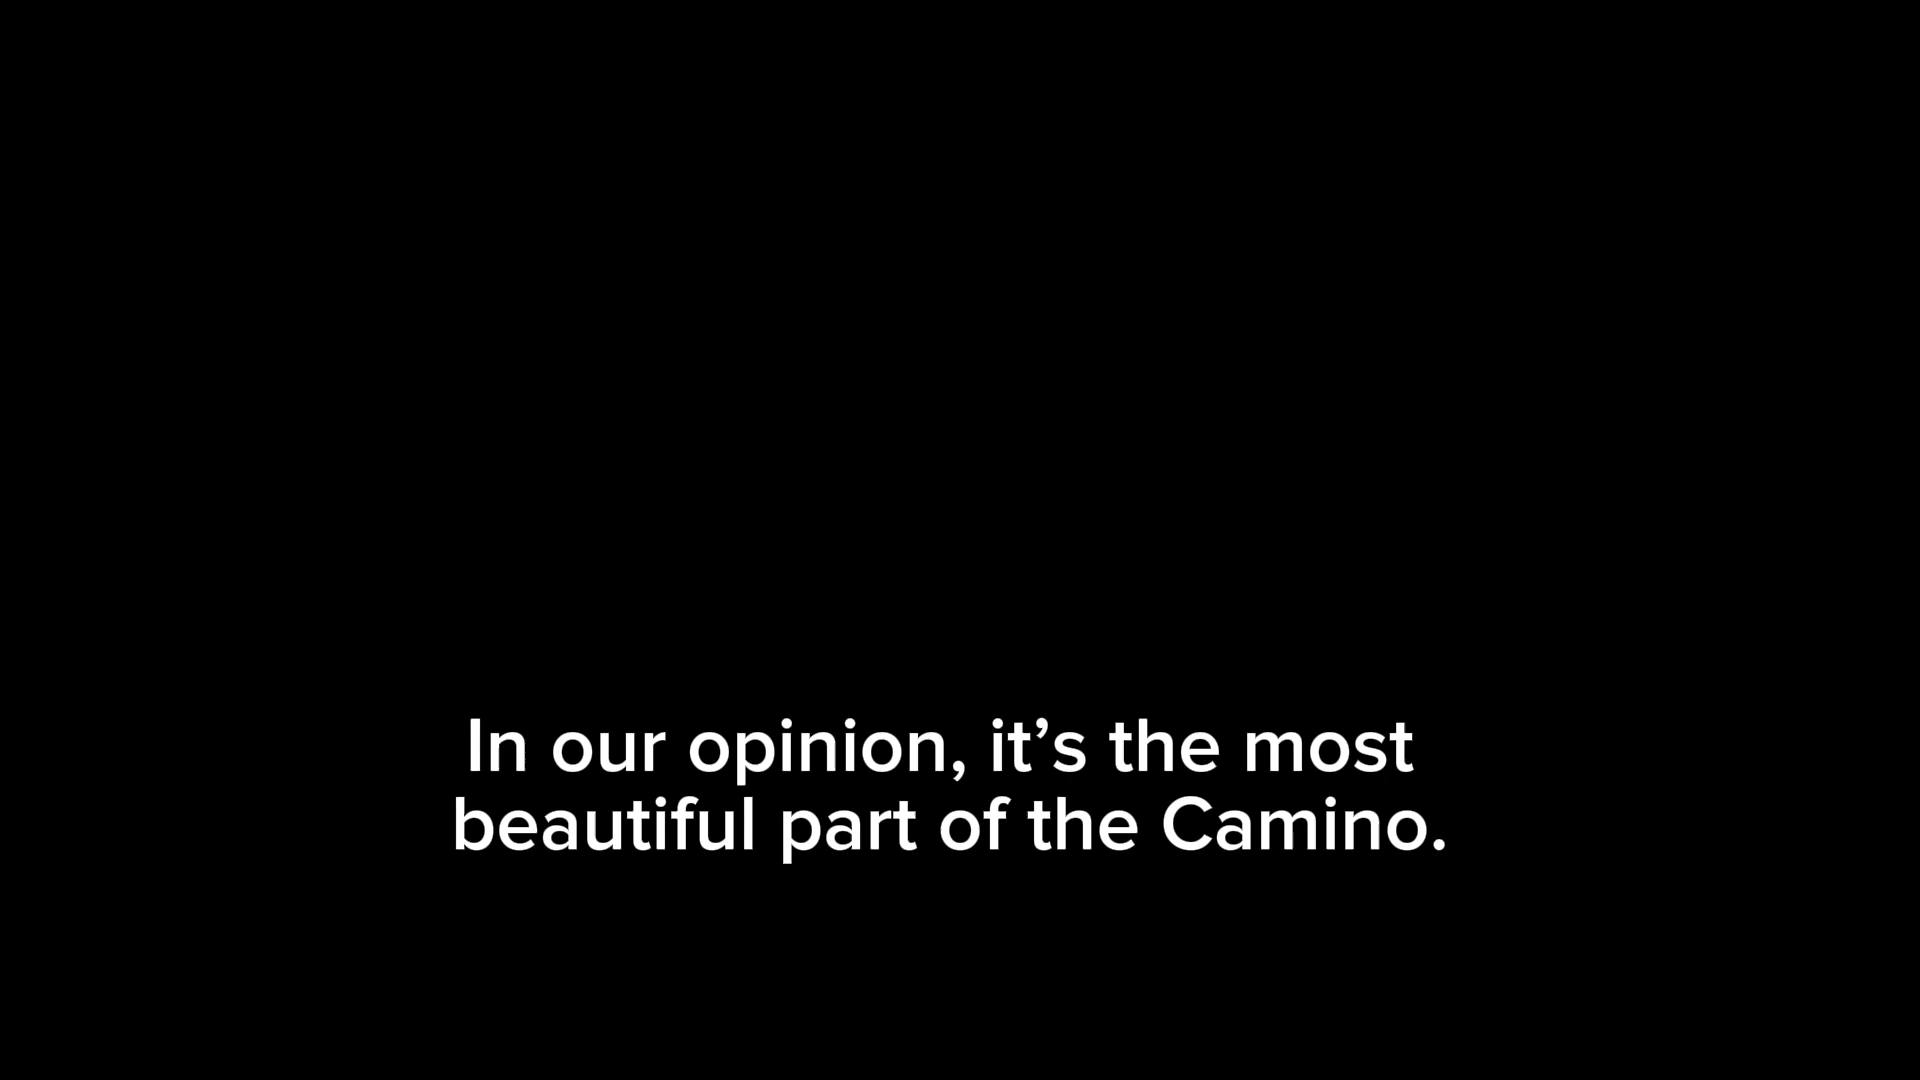 In our opinion, it’s the most
beautiful part of the Camino.